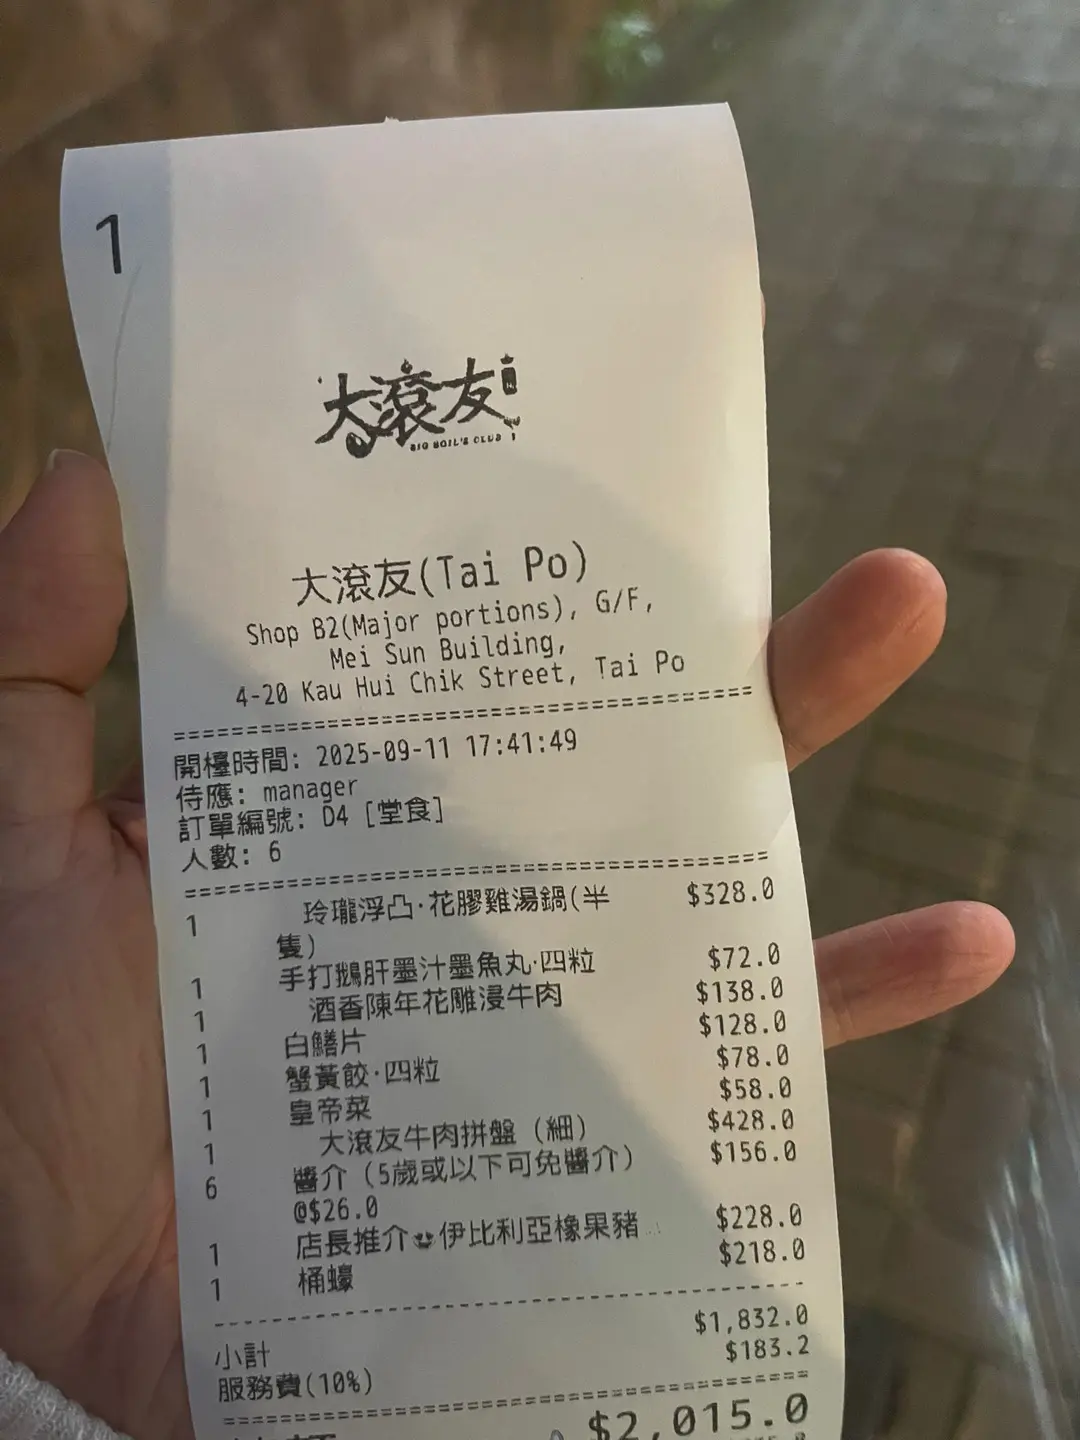 1
大滾友
BIG BOIL'S CLUB
大滾友(Tai Po)
Shop B2(Major portions), G/F,
Mei Sun Building,
4-20 Kau Hui Chik Street, Tai Po
==========================================
開檯時間: 2025-09-11 17:41:49
侍應: manager
訂單編號: D4 [堂食]
人數: 6
==========================================
1 玲瓏浮凸·花膠雞湯鍋(半 $328.0
隻)
1 手打鵝肝墨汁墨魚丸·四粒 $72.0
1 酒香陳年花雕浸牛肉 $138.0
1 白鱔片 $128.0
1 蟹黃餃·四粒 $78.0
1 皇帝菜 $58.0
1 大滾友牛肉拼盤 (細) $428.0
6 醬介 (5歲或以下可免醬介) $156.0
@$26.0
1 店長推介😍伊比利亞橡果豬 $228.0
1 桶蠔 $218.0
------------------------------------------
小計 $1,832.0
服務費(10%) $183.2
==========================================
$2,015.0